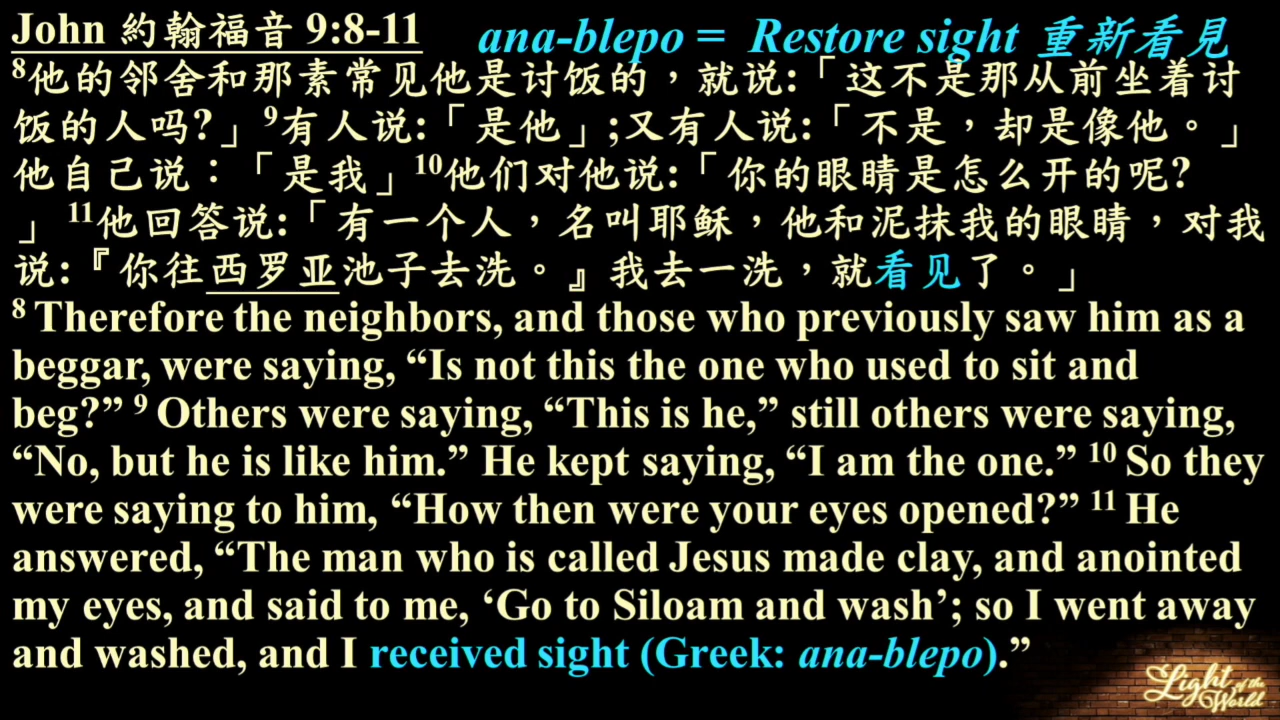 John 約翰福音 9:8-11
ana-blepo = Restore sight 重新看見
8他的邻舍和那素常见他是讨饭的，就说:「这不是那从前坐着讨
饭的人吗?」9有人说:「是他」;又有人说:「不是，却是像他。」
他自己说：「是我」10他们对他说:「你的眼睛是怎么开的呢?
」11他回答说:「有一个人，名叫耶稣，他和泥抹我的眼睛，对我
说:『你往西罗亚池子去洗。』我去一洗，就看见了。」
8 Therefore the neighbors, and those who previously saw him as a
beggar, were saying, “Is not this the one who used to sit and
beg?” 9 Others were saying, “This is he,” still others were saying,
“No, but he is like him.” He kept saying, “I am the one.” 10 So they
were saying to him, “How then were your eyes opened?” 11 He
answered, “The man who is called Jesus made clay, and anointed
my eyes, and said to me, ‘Go to Siloam and wash’; so I went away
and washed, and I received sight (Greek: ana-blepo).”
Light
of the
World